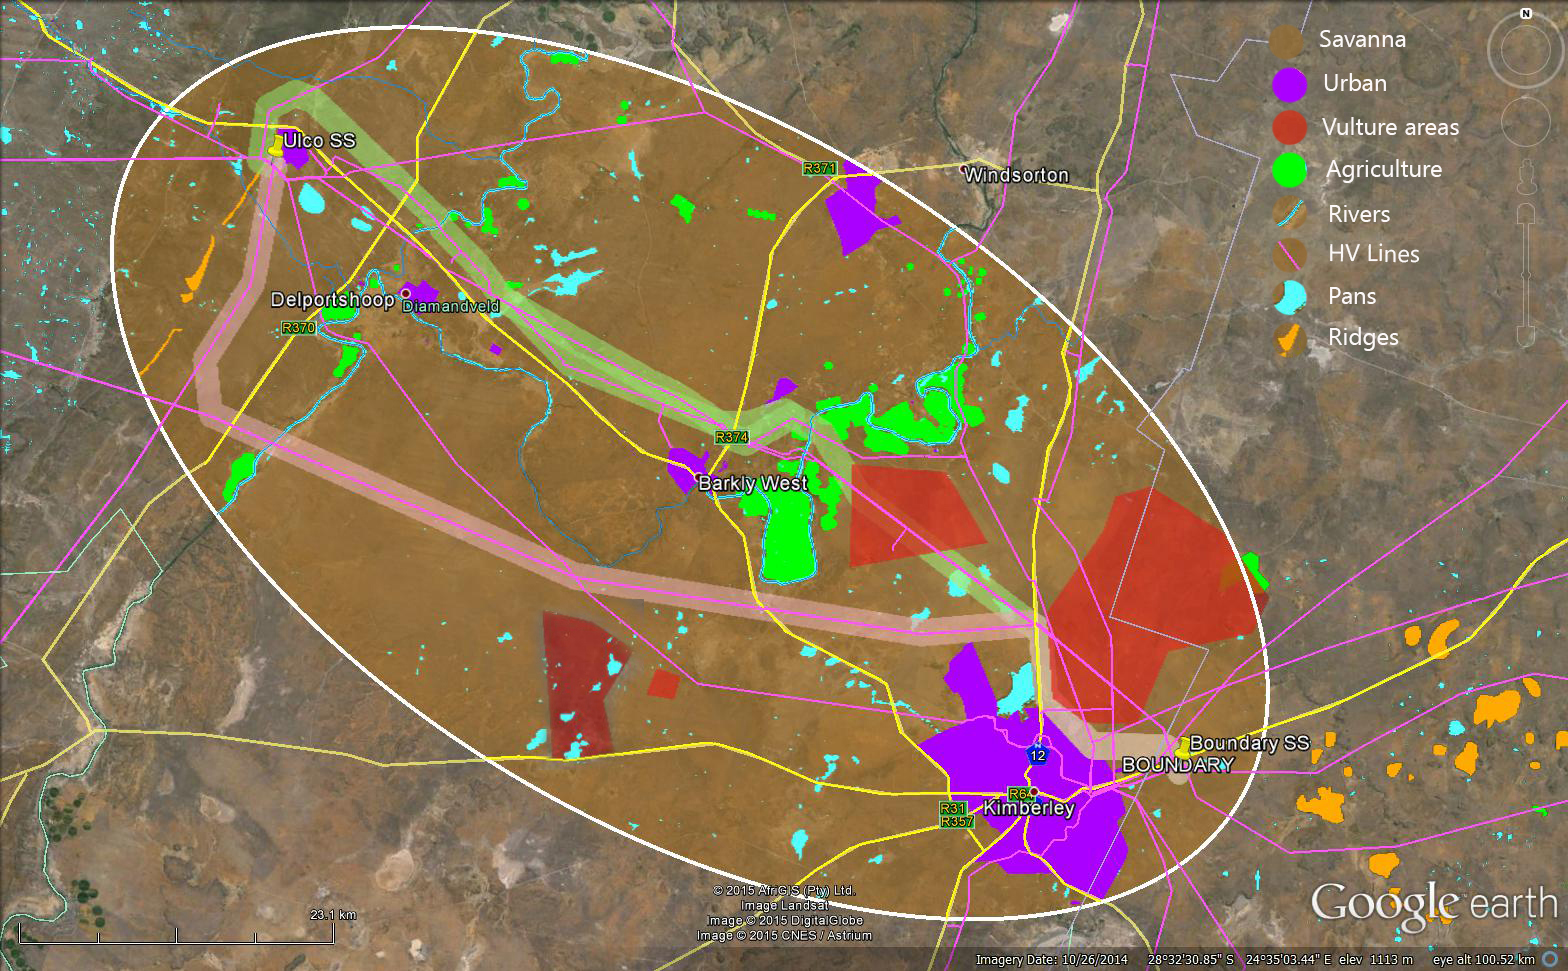 N
Savanna
Urban
Vulture areas
Agriculture
Rivers
HV Lines
Pans
Ridges
Ulco SS
R371
Windsorton
Delportshoop
Diamandveld
R370
R374
Barkly West
Boundary SS
BOUNDARY
N
12
R64
Kimberley
R31
R357
© 2015 AfriGIS (Pty) Ltd.
Image Landsat
Image © 2015 DigitalGlobe
Image © 2015 CNES / Astrium
23.1 km
Google earth
Imagery Date: 10/26/2014 28°32'30.85" S 24°35'03.44" E elev 1113 m eye alt 100.52 km